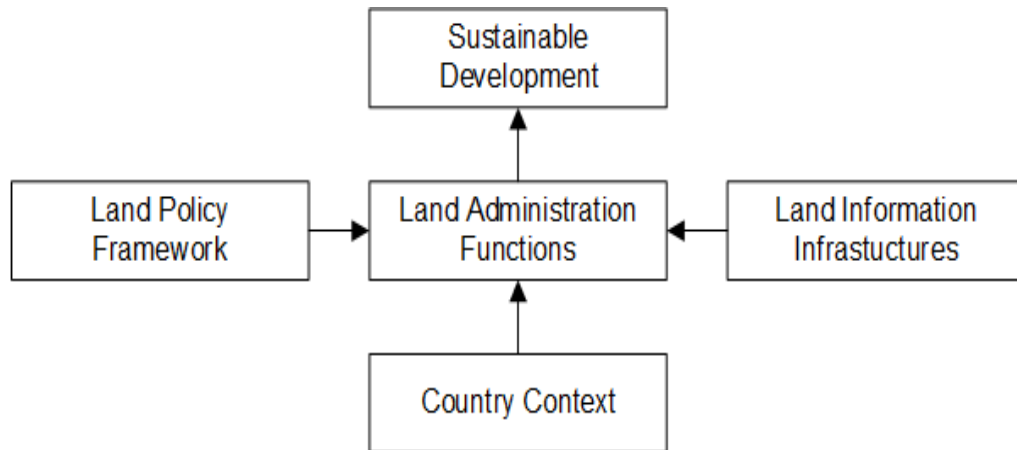 Sustainable
Development
Land Policy
Framework
Land Administration
Functions
Land Information
Infrastuctures
Country Context